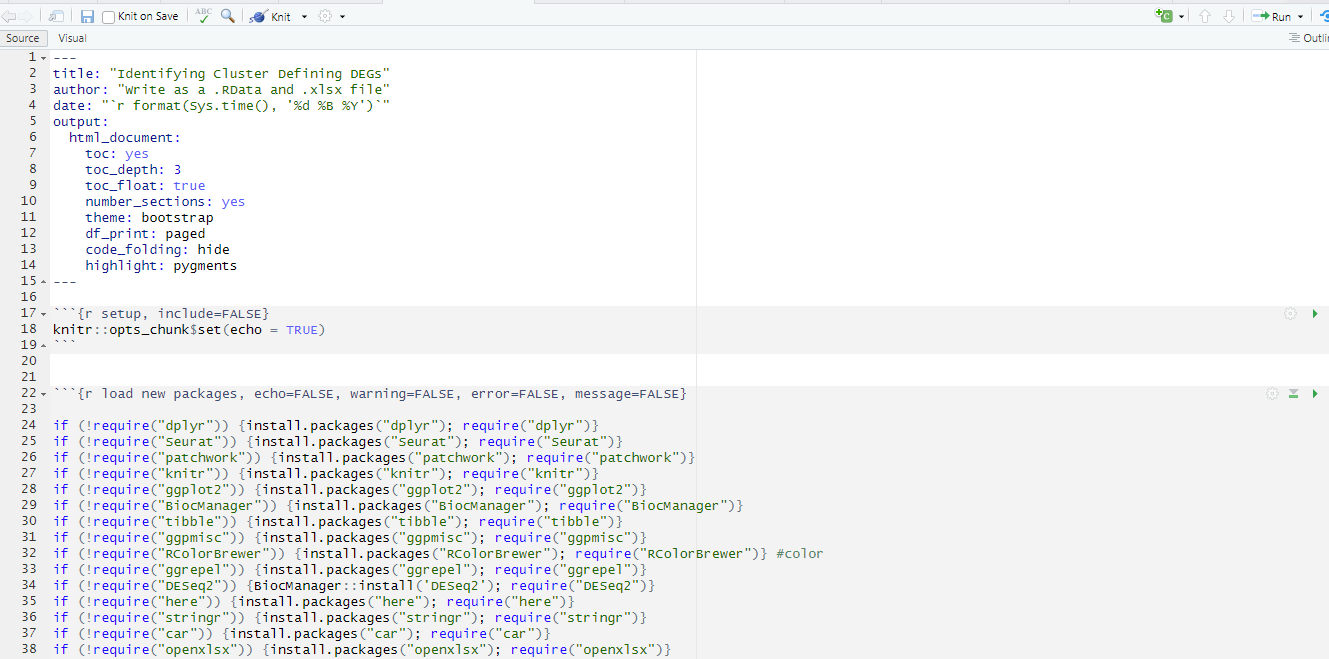 Knit on Save ABC Knit Run
Source Visual Outli
1 ---
2 title: "Identifying Cluster Defining DEGs"
3 author: "Write as a .RData and .xlsx file"
4 date: "`r format(Sys.time(), '%d %B %Y')`"
5 output:
6   html_document:
7     toc: yes
8     toc_depth: 3
9     toc_float: true
10     number_sections: yes
11     theme: bootstrap
12     df_print: paged
13     code_folding: hide
14     highlight: pygments
15 ---
16
17 ```{r setup, include=FALSE}
18 knitr::opts_chunk$set(echo = TRUE)
19 ```
20
21
22 ```{r load new packages, echo=FALSE, warning=FALSE, error=FALSE, message=FALSE}
23
24 if (!require("dplyr")) {install.packages("dplyr"); require("dplyr")}
25 if (!require("Seurat")) {install.packages("Seurat"); require("Seurat")}
26 if (!require("patchwork")) {install.packages("patchwork"); require("patchwork")}
27 if (!require("knitr")) {install.packages("knitr"); require("knitr")}
28 if (!require("ggplot2")) {install.packages("ggplot2"); require("ggplot2")}
29 if (!require("BiocManager")) {install.packages("BiocManager"); require("BiocManager")}
30 if (!require("tibble")) {install.packages("tibble"); require("tibble")}
31 if (!require("ggpmisc")) {install.packages("ggpmisc"); require("ggpmisc")}
32 if (!require("RColorBrewer")) {install.packages("RColorBrewer"); require("RColorBrewer")} #color
33 if (!require("ggrepel")) {install.packages("ggrepel"); require("ggrepel")}
34 if (!require("DESeq2")) {BiocManager::install('DESeq2'); require("DESeq2")}
35 if (!require("here")) {install.packages("here"); require("here")}
36 if (!require("stringr")) {install.packages("stringr"); require("stringr")}
37 if (!require("car")) {install.packages("car"); require("car")}
38 if (!require("openxlsx")) {install.packages("openxlsx"); require("openxlsx")}